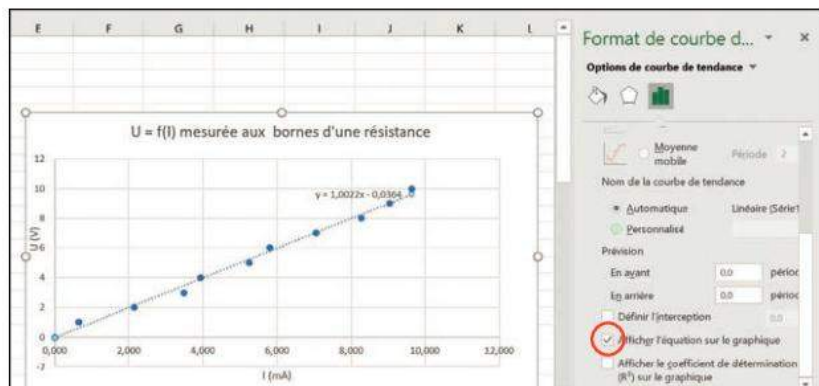 E F G H I J K L
U = f(I) mesurée aux bornes d'une résistance
12
10
8
6
4
2
0
-2
U (V)
y = 1,0022x - 0,0364
0,000 2,000 4,000 6,000 8,000 10,000 12,000
I (mA)
Format de courbe d...
Options de courbe de tendance
Moyenne mobile Période 2
Nom de la courbe de tendance
Automatique Linéaire (Série1
Personnalisé
Prévision
En avant 0,0 périod
En arrière 0,0 périod
Définir l'interception 0,0
Afficher l'équation sur le graphique
Afficher le coefficient de détermination
(R²) sur le graphique